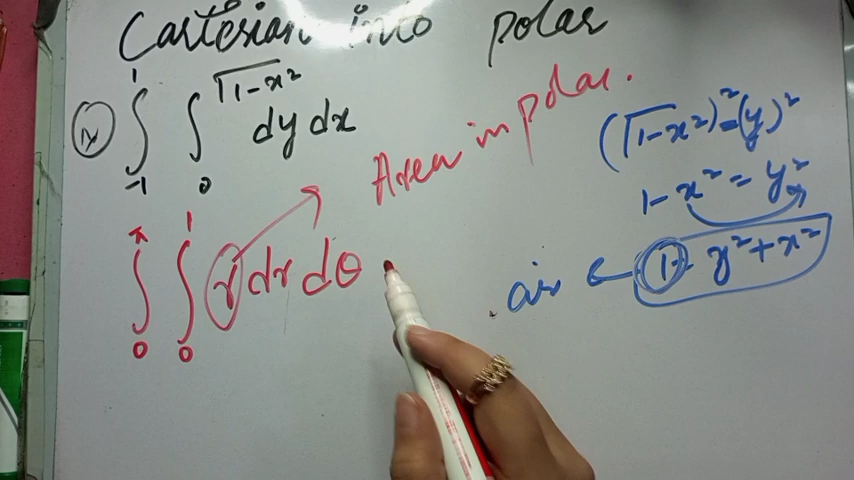 Cartesian into polar
iv ∫_{-1}^{1} ∫_{0}^{√1-x²} dy dx
Area in polar.
∫_{0}^{π} ∫_{0}^{1} r dr dθ
(√1-x²)² = (y)²
1-x² = y²
1 = y² + x²